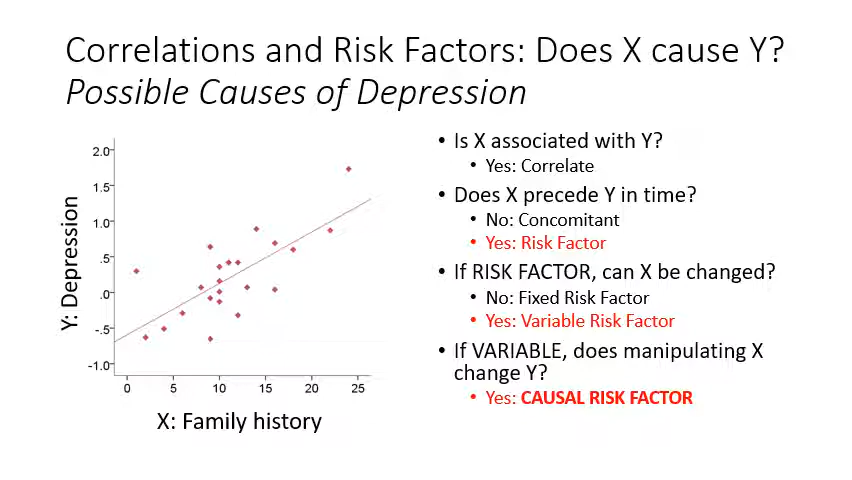 Correlations and Risk Factors: Does X cause Y?
Possible Causes of Depression
2.0
1.5
1.0
.5
.0
-.5
-1.0
Y: Depression
0 5 10 15 20 25
X: Family history
• Is X associated with Y?
• Yes: Correlate
• Does X precede Y in time?
• No: Concomitant
• Yes: Risk Factor
• If RISK FACTOR, can X be changed?
• No: Fixed Risk Factor
• Yes: Variable Risk Factor
• If VARIABLE, does manipulating X
change Y?
• Yes: CAUSAL RISK FACTOR